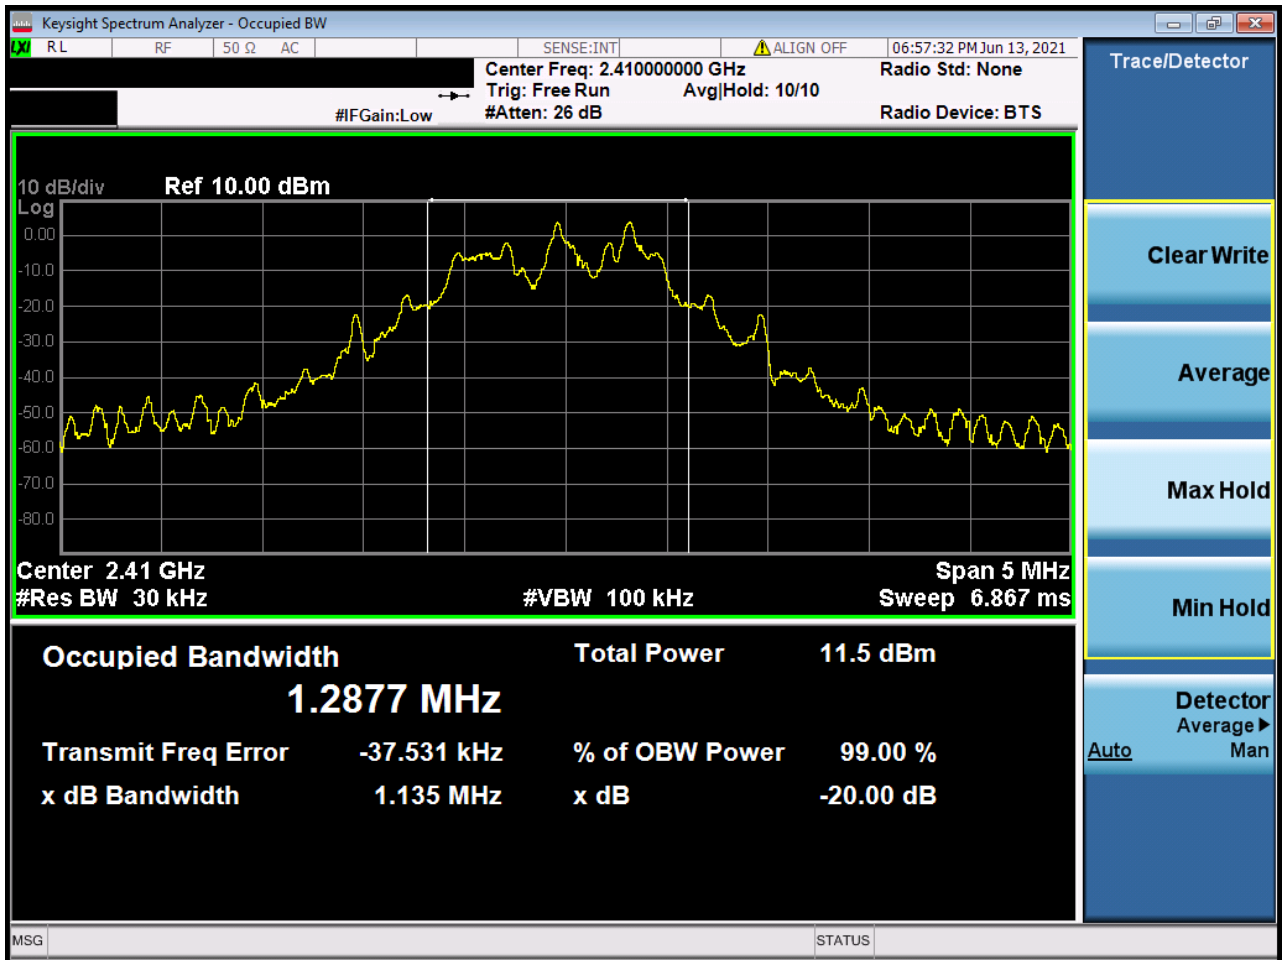 Keysight Spectrum Analyzer - Occupied BW
LXI RL RF 50 Ω AC SENSE:INT ALIGN OFF 06:57:32 PM Jun 13, 2021
Center Freq: 2.410000000 GHz Radio Std: None
Trig: Free Run Avg|Hold: 10/10
#IFGain:Low #Atten: 26 dB Radio Device: BTS
10 dB/div Ref 10.00 dBm
Log
0.00
-10.0
-20.0
-30.0
-40.0
-50.0
-60.0
-70.0
-80.0
Center 2.41 GHz Span 5 MHz
#Res BW 30 kHz #VBW 100 kHz Sweep 6.867 ms
Occupied Bandwidth Total Power 11.5 dBm
1.2877 MHz
Transmit Freq Error -37.531 kHz % of OBW Power 99.00 %
x dB Bandwidth 1.135 MHz x dB -20.00 dB
MSG STATUS
Trace/Detector
Clear Write
Average
Max Hold
Min Hold
Detector
Average
Auto Man